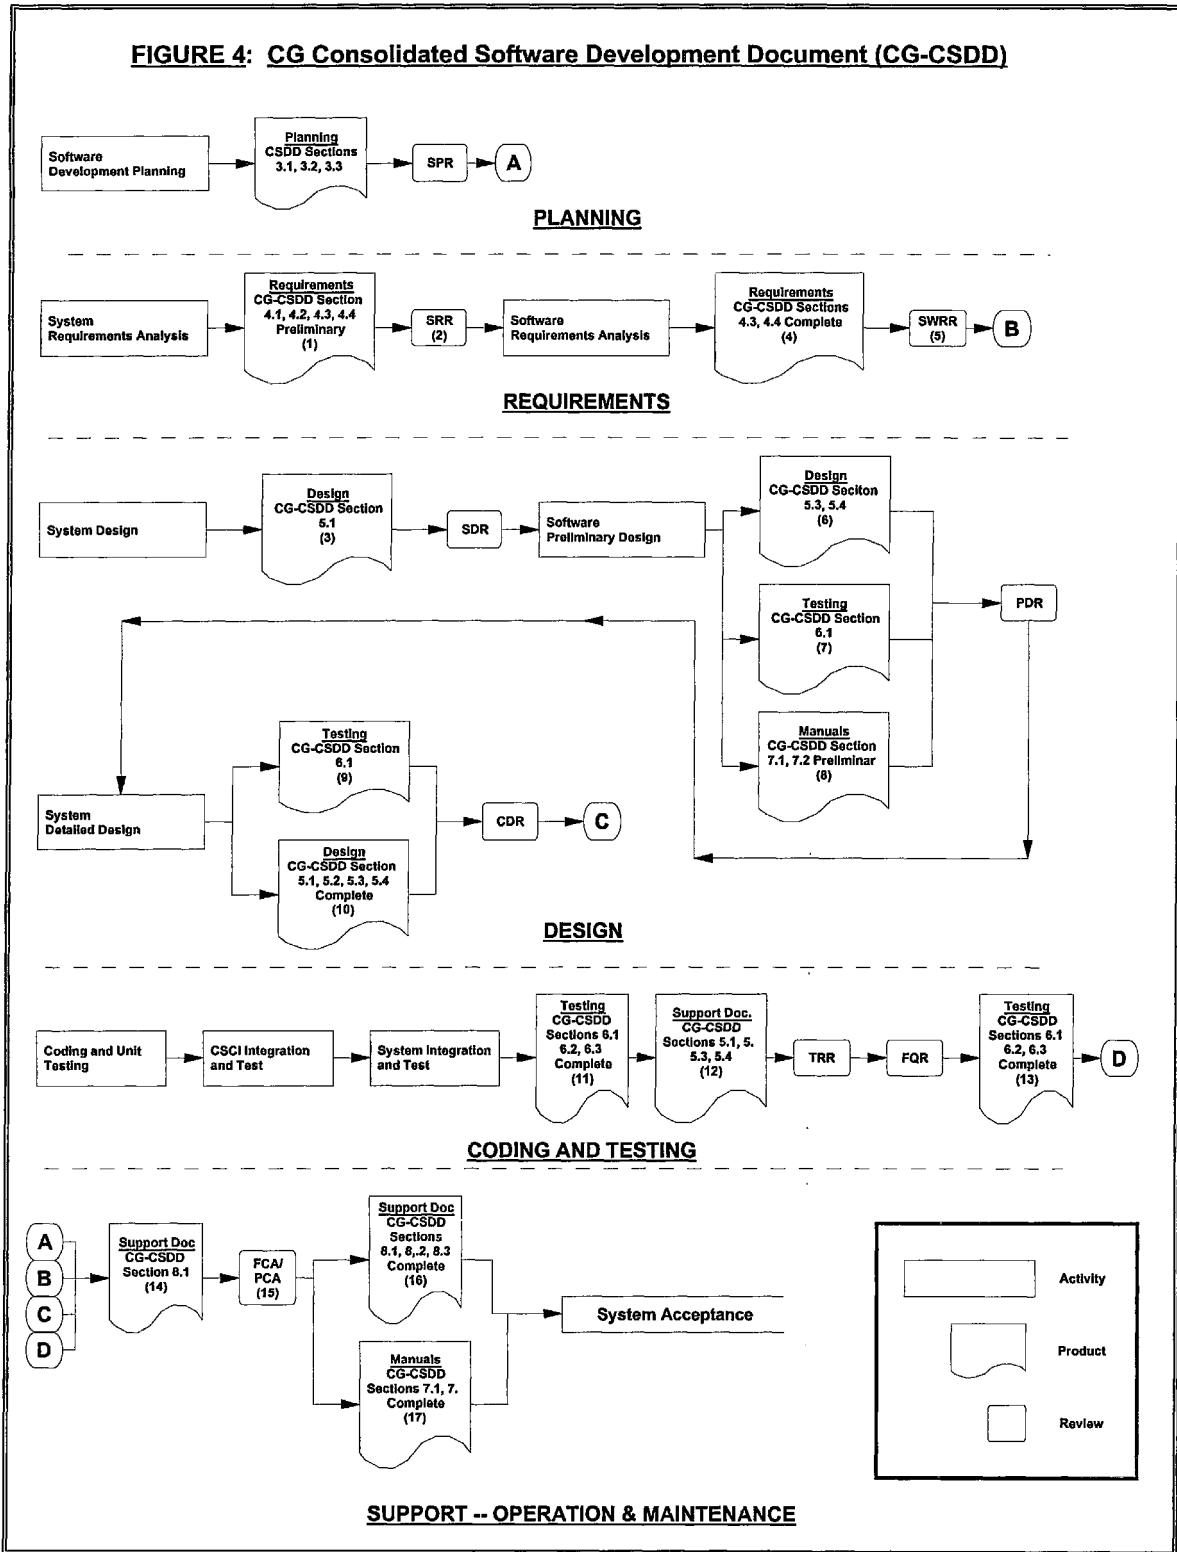 FIGURE 4: CG Consolidated Software Development Document (CG-CSDD)
Software
Development Planning
Planning
CSDD Sections
3.1, 3.2, 3.3
SPR
A
PLANNING
System
Requirements Analysis
Requirements
CG-CSDD Section
4.1, 4.2, 4.3, 4.4
Preliminary
(1)
SRR
(2)
Software
Requirements Analysis
Requirements
CG-CSDD Sections
4.3, 4.4 Complete
(4)
SWRR
(5)
B
REQUIREMENTS
System Design
Design
CG-CSDD Section
5.1
(3)
SDR
Software
Preliminary Design
Design
CG-CSDD Seciton
5.3, 5.4
(6)
Testing
CG-CSDD Section
6.1
(7)
Manuals
CG-CSDD Section
7.1, 7.2 Preliminar
(8)
PDR
System
Detailed Design
Testing
CG-CSDD Section
6.1
(9)
Design
CG-CSDD Section
5.1, 5.2, 5.3, 5.4
Complete
(10)
CDR
C
DESIGN
Coding and Unit
Testing
CSCI Integration
and Test
System Integration
and Test
Testing
CG-CSDD
Sections 6.1
6.2, 6.3
Complete
(11)
Support Doc.
CG-CSDD
Sections 5.1, 5.
5.3, 5.4
(12)
TRR
FQR
Testing
CG-CSDD
Sections 6.1
6.2, 6.3
Complete
(13)
D
CODING AND TESTING
A
B
C
D
Support Doc
CG-CSDD
Section 8.1
(14)
FCA/
PCA
(15)
Support Doc
CG-CSDD
Sections
8.1, 8,.2, 8.3
Complete
(16)
Manuals
CG-CSDD
Sections 7.1, 7.
Complete
(17)
System Acceptance
Activity
Product
Review
SUPPORT -- OPERATION & MAINTENANCE